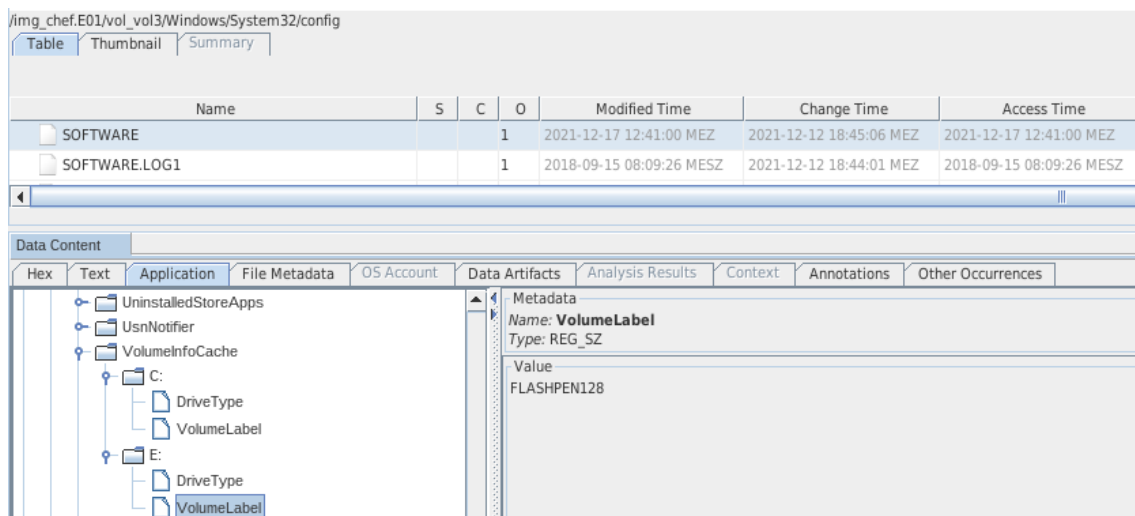 /img_chef.E01/vol_vol3/Windows/System32/config
Table Thumbnail Summary
Name S C O Modified Time Change Time Access Time
SOFTWARE 1 2021-12-17 12:41:00 MEZ 2021-12-12 18:45:06 MEZ 2021-12-17 12:41:00 MEZ
SOFTWARE.LOG1 1 2018-09-15 08:09:26 MESZ 2021-12-12 18:44:01 MEZ 2018-09-15 08:09:26 MESZ
Data Content
Hex Text Application File Metadata OS Account Data Artifacts Analysis Results Context Annotations Other Occurrences
UninstalledStoreApps
UsnNotifier
VolumeInfoCache
C:
DriveType
VolumeLabel
E:
DriveType
VolumeLabel
Metadata
Name: VolumeLabel
Type: REG_SZ
Value
FLASHPEN128